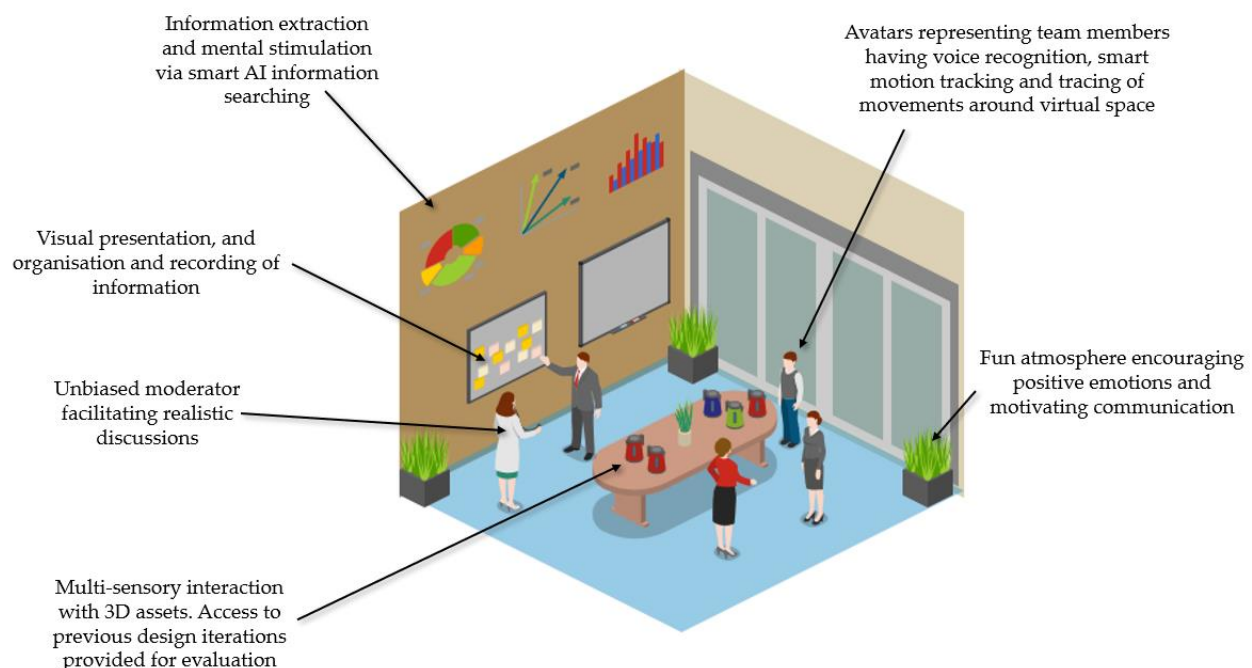 Information extraction
and mental stimulation
via smart AI information
searching
Avatars representing team members
having voice recognition, smart
motion tracking and tracing of
movements around virtual space
Visual presentation, and
organisation and recording of
information
Unbiased moderator
facilitating realistic
discussions
Fun atmosphere encouraging
positive emotions and
motivating communication
Multi-sensory interaction
with 3D assets. Access to
previous design iterations
provided for evaluation